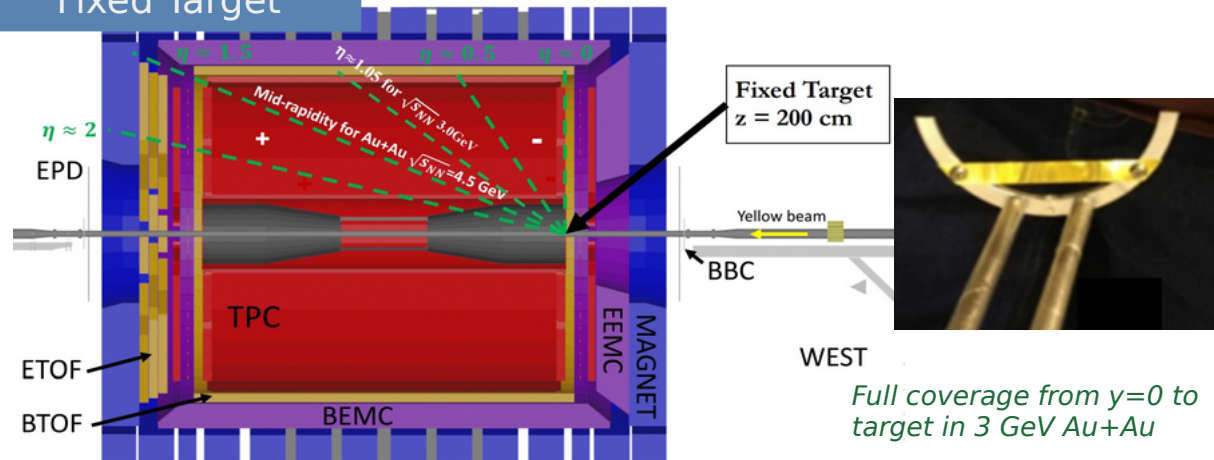 Fixed Target
η ≈ 1.5
η≈1.05 for √sNN 3.0GeV
η ≈ 0.5
η ≈ 0
Mid-rapidity for Au+Au √sNN=4.5 Gev
η ≈ 2
+
-
Fixed Target
z = 200 cm
EPD
+
-
Yellow beam
BBC
TPC
EEMC
MAGNET
WEST
ETOF
BTOF
BEMC
Full coverage from y=0 to
target in 3 GeV Au+Au